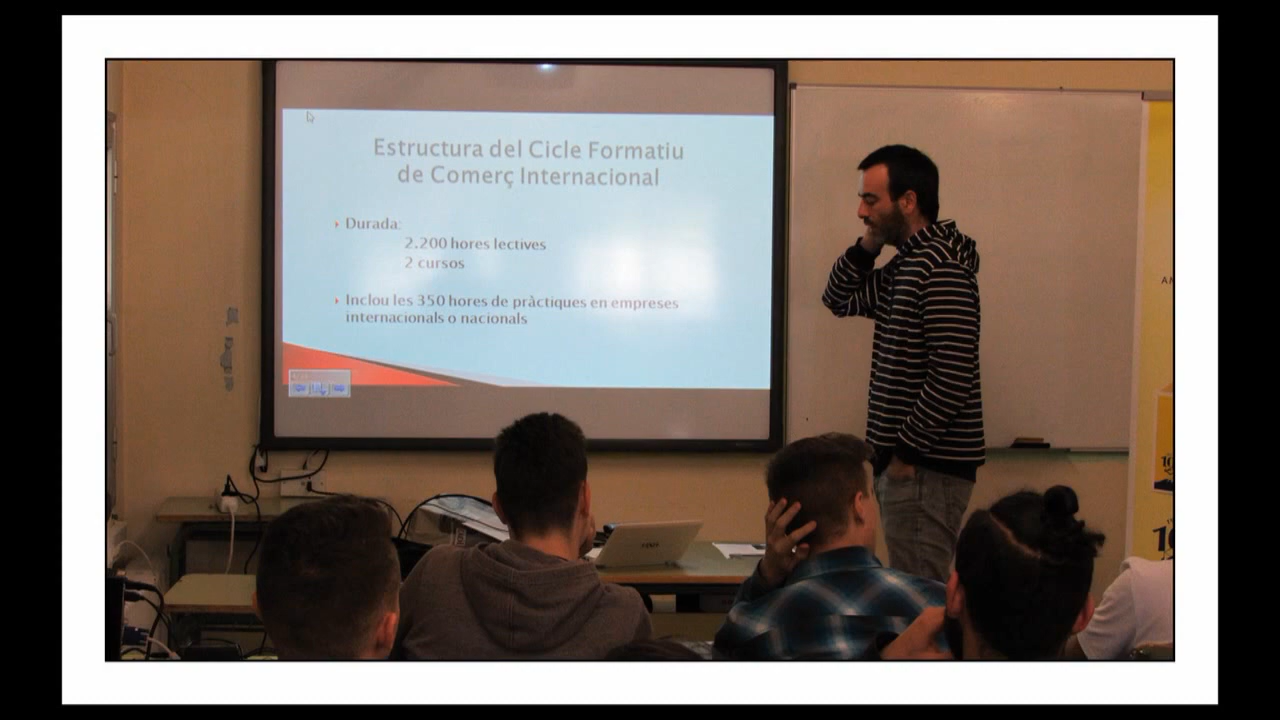 Estructura del Cicle Formatiu
de Comerç Internacional
Durada:
2.200 hores lectives
2 cursos
Inclou les 350 hores de pràctiques en empreses
internacionals o nacionals